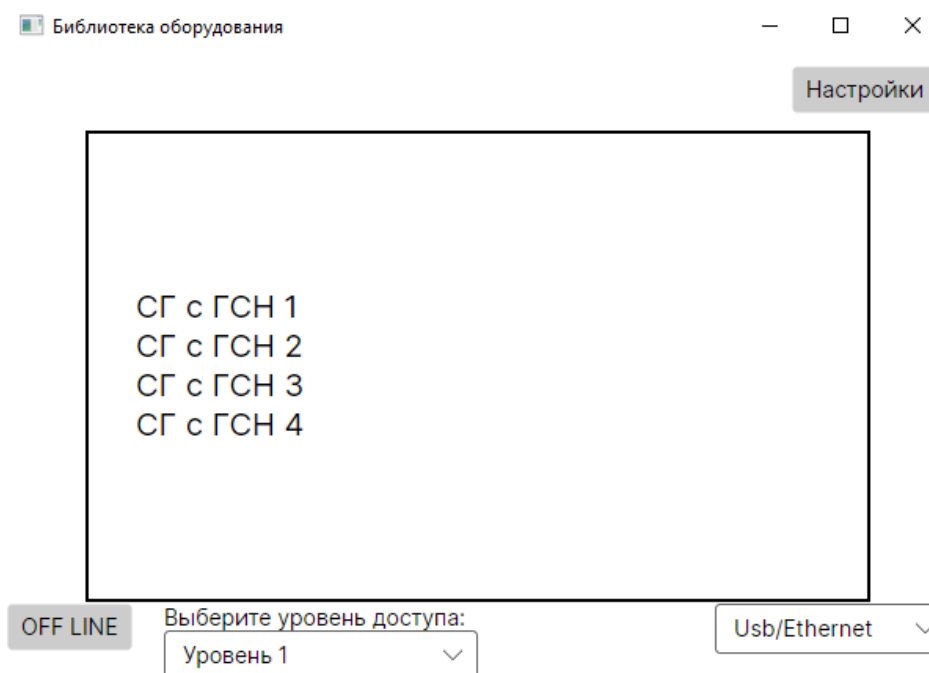 Библиотека оборудования
Настройки
СГ с ГСН 1
СГ с ГСН 2
СГ с ГСН 3
СГ с ГСН 4
OFF LINE
Выберите уровень доступа:
Уровень 1
Usb/Ethernet